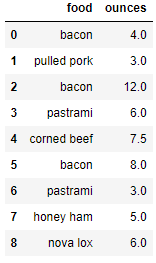 food ounces
0 bacon 4.0
1 pulled pork 3.0
2 bacon 12.0
3 pastrami 6.0
4 corned beef 7.5
5 bacon 8.0
6 pastrami 3.0
7 honey ham 5.0
8 nova lox 6.0